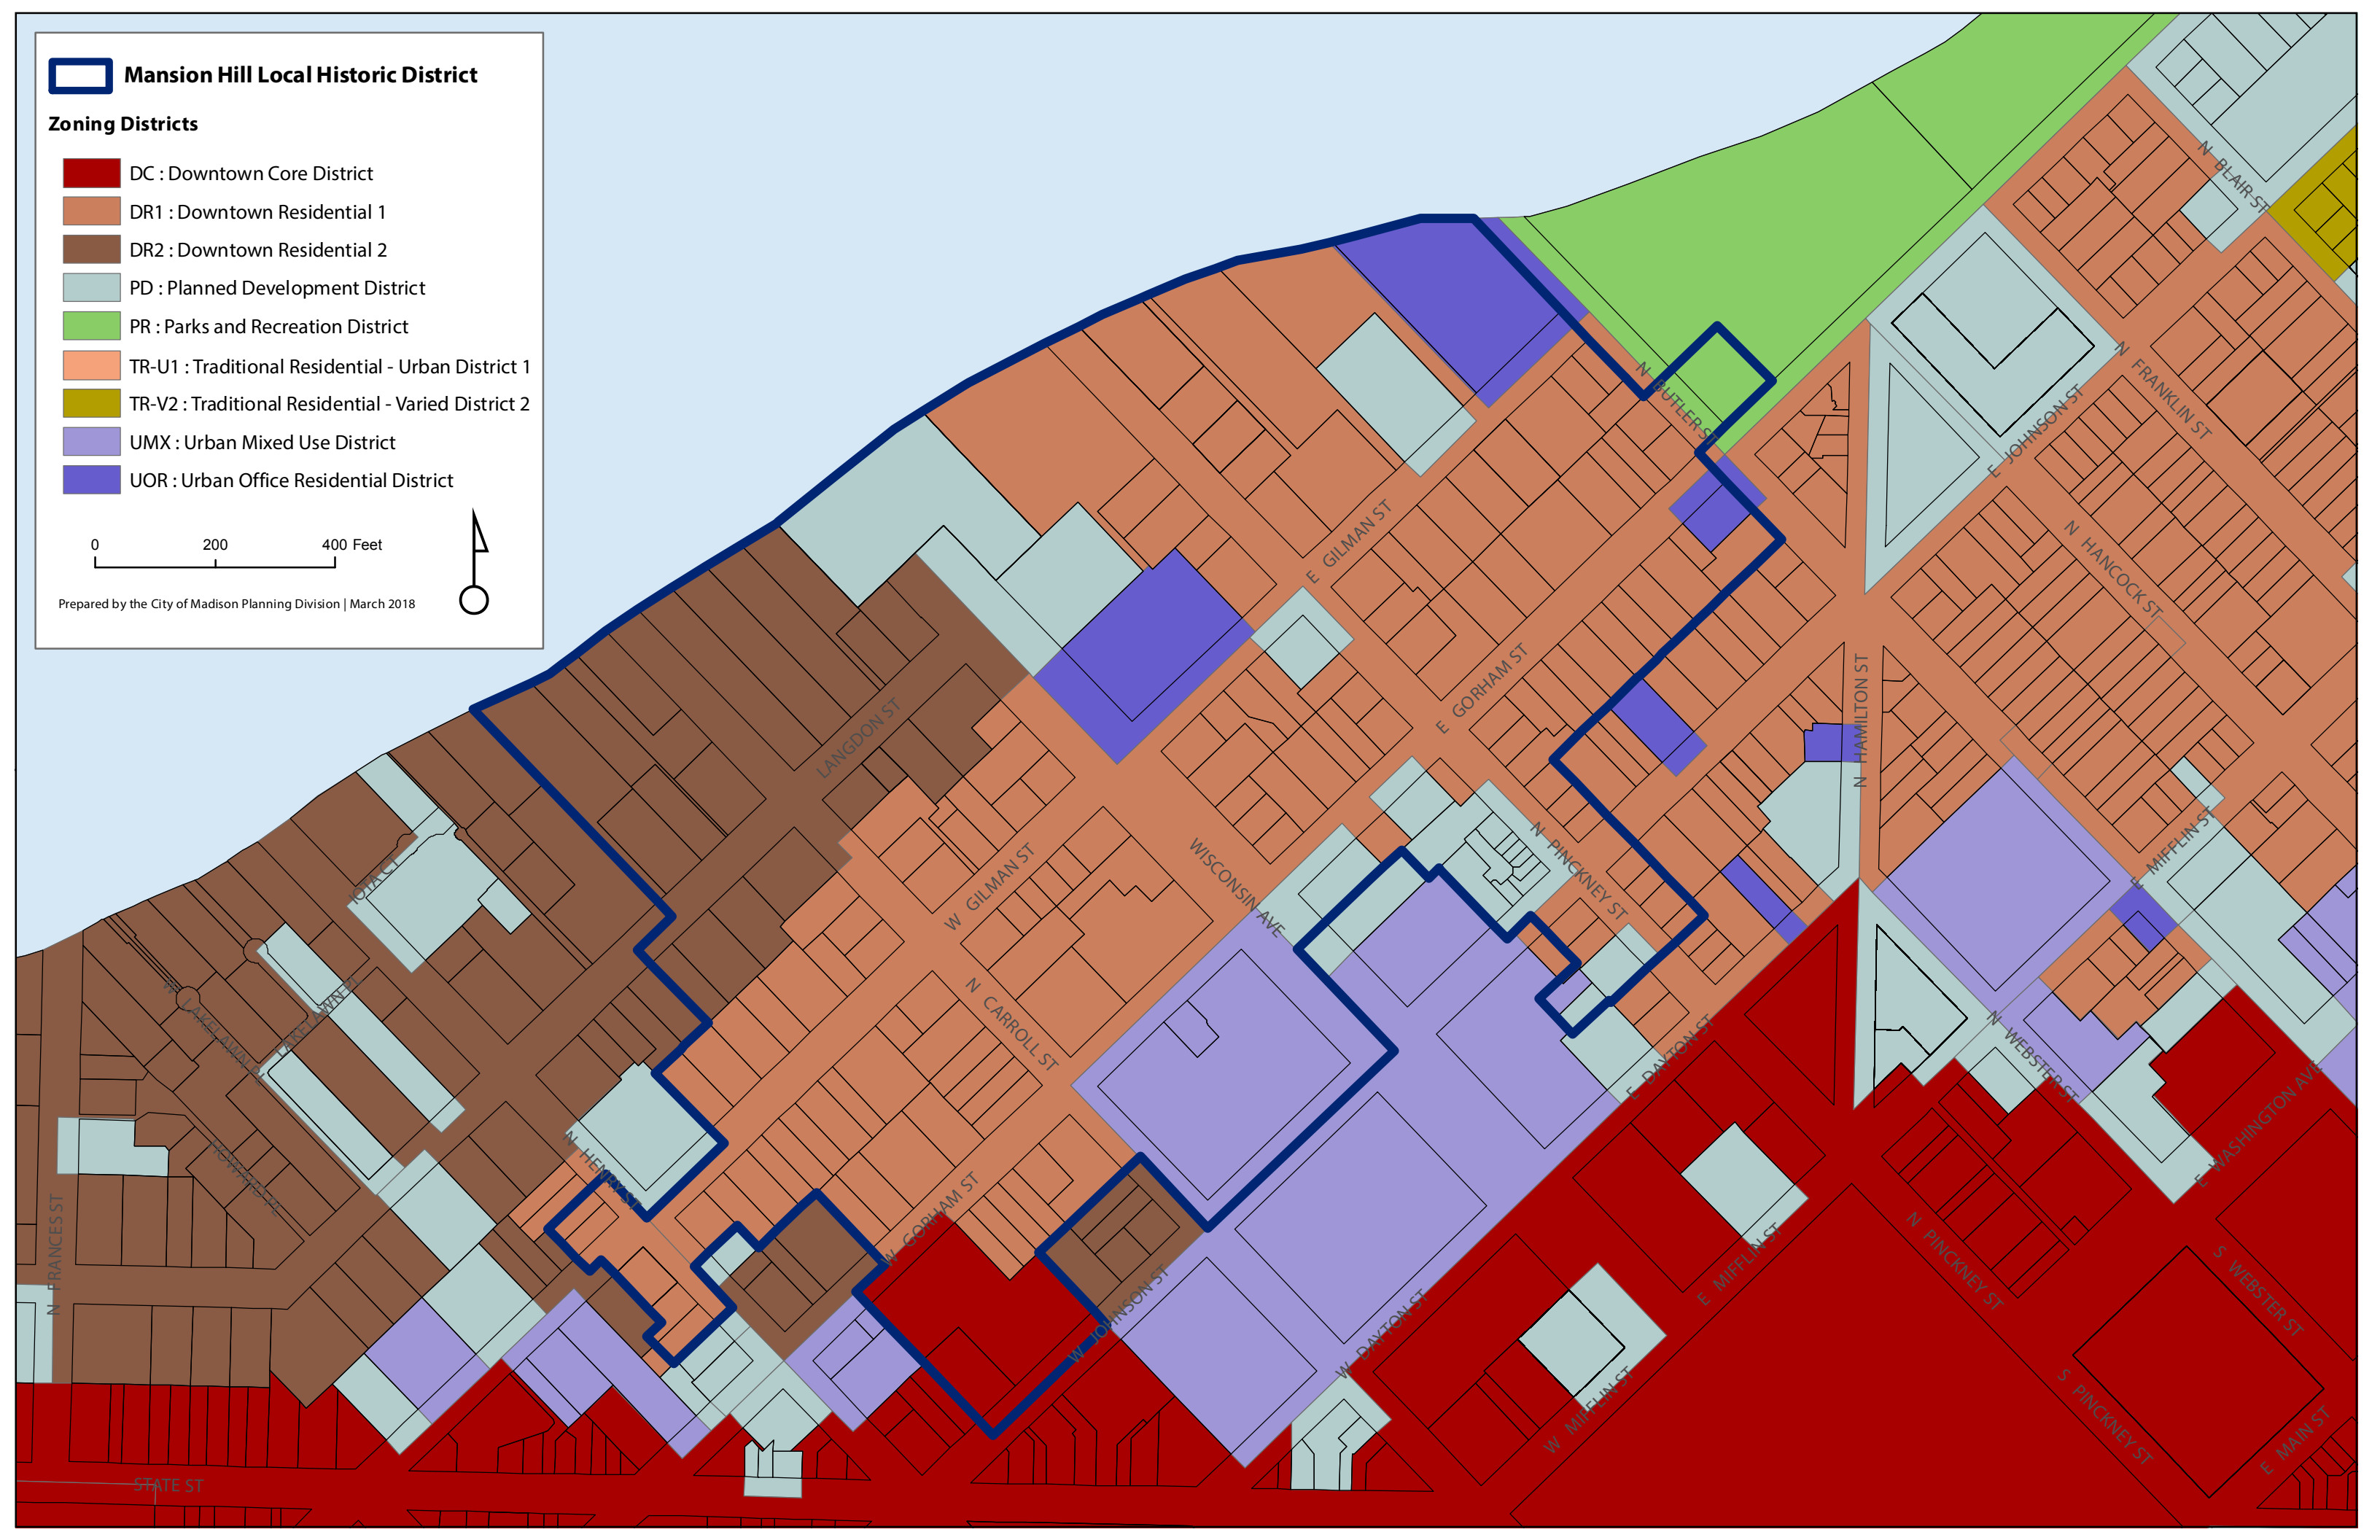 Mansion Hill Local Historic District
Zoning Districts
DC : Downtown Core District
DR1 : Downtown Residential 1
DR2 : Downtown Residential 2
PD : Planned Development District
PR : Parks and Recreation District
TR-U1 : Traditional Residential - Urban District 1
TR-V2 : Traditional Residential - Varied District 2
UMX : Urban Mixed Use District
UOR : Urban Office Residential District
0 200 400 Feet
Prepared by the City of Madison Planning Division | March 2018
N BLAIR ST
N FRANKLIN ST
N BUTLER ST
E JOHNSON ST
E GILMAN ST
N HANCOCK ST
E GORHAM ST
N HAMILTON ST
LANGDON ST
IOTA CT
W GILMAN ST
WISCONSIN AVE
N PINCKNEY ST
E MIFFLIN ST
W LAKELAWN PL
LAKELAWN PL
N CARROLL ST
E DAYTON ST
N WEBSTER ST
E WASHINGTON AVE
HOWARD PL
N HENRY ST
N FRANCES ST
W GORHAM ST
W JOHNSON ST
W DAYTON ST
E MIFFLIN ST
N PINCKNEY ST
S WEBSTER ST
W MIFFLIN ST
S PINCKNEY ST
E MAIN ST
STATE ST